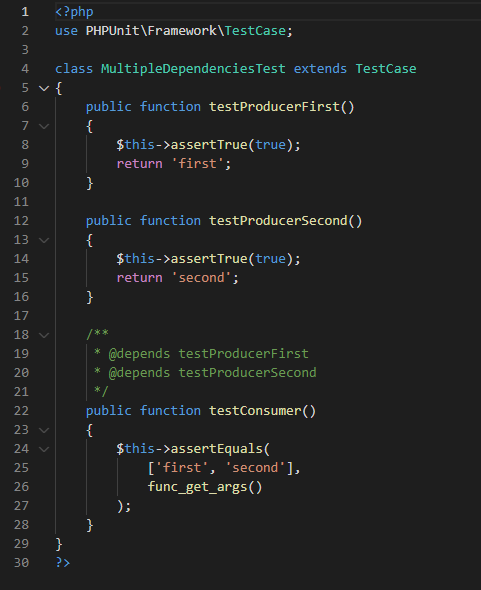 1 <?php
2 use PHPUnit\Framework\TestCase;
3
4 class MultipleDependenciesTest extends TestCase
5 {
6     public function testProducerFirst()
7     {
8         $this->assertTrue(true);
9         return 'first';
10     }
11
12     public function testProducerSecond()
13     {
14         $this->assertTrue(true);
15         return 'second';
16     }
17
18     /**
19      * @depends testProducerFirst
20      * @depends testProducerSecond
21      */
22     public function testConsumer()
23     {
24         $this->assertEquals(
25             ['first', 'second'],
26             func_get_args()
27         );
28     }
29 }
30 ?>